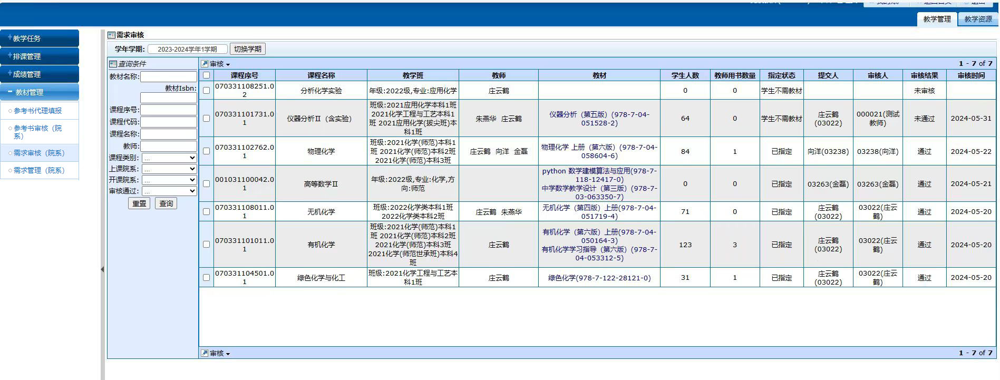 教学管理 教学资源
教学任务
排课管理
成绩管理
教材管理
参考书代理填报
参考书审核（院
系）
需求审核（院系）
需求管理（院系）
需求审核
学年学期: 2023-2024学年1学期 切换学期
查询条件
教材名称:
教材Isbn:
课程序号:
课程代码:
课程名称:
教师:
课程类别: ...
上课院系: ...
开课院系: ...
审核通过: ...
重置 查询
审核 1 - 7 of 7
课程序号 课程名称 教学班 教师 教材 学生人数 教师用书数量 指定状态 提交人 审核人 审核结果 审核时间
070331108251.0
2
分析化学实验
年级:2022级,专业:应用化学
庄云鹤
0
0
学生不需教材
未审核
070331101731.0
1
仪器分析Ⅱ（含实验）
班级:2021应用化学本科1班
2021化学工程与工艺本科1
班 2021应用化学(拔尖班)本
科1班
朱燕华 庄云鹤
仪器分析（第五版）(978-7-04-
051528-2)
64
0
学生不需教材
庄云鹤
(03022)
000021(测试
教师)
未通过
2024-05-31
070331102762.0
1
物理化学
班级:2021化学(师范)本科1
班 2021化学(师范)本科2班
2021化学(师范)本科3班
庄云鹤 向洋 金磊
物理化学 上册（第六版）(978-7-04-
058604-6)
84
1
已指定
向洋(03238)
03238(向洋)
通过
2024-05-22
001031100042.0
1
高等数学Ⅱ
年级:2022级,专业:化学,方
向:师范
python 数学建模算法与应用(978-7-
118-12417-0)
中学数学教学设计（第三版）(978-7-
03-063350-7)
0
0
已指定
03263(金磊)
03263(金磊)
通过
2024-05-21
070331108011.0
1
无机化学
班级:2022化学类本科1班
2022化学类本科2班
庄云鹤 朱燕华
无机化学（第四版）上册(978-7-04-
051719-4)
71
0
已指定
庄云鹤
(03022)
03022(庄云
鹤)
通过
2024-05-20
070331101011.0
1
有机化学
班级:2021化学(师范)本科1
班 2021化学(师范)本科2班
2021化学(师范)本科3班
2021化学(师范世承班)本科4
班
庄云鹤
有机化学（第六版）上册(978-7-04-
050164-3)
有机化学学习指导（第六版）(978-7-
04-053312-5)
123
3
已指定
庄云鹤
(03022)
03022(庄云
鹤)
通过
2024-05-20
070331104501.0
1
绿色化学与化工
班级:2021化学工程与工艺本
科1班
庄云鹤
绿色化学(978-7-122-28121-0)
31
1
已指定
庄云鹤
(03022)
03022(庄云
鹤)
通过
2024-05-20
审核 1 - 7 of 7